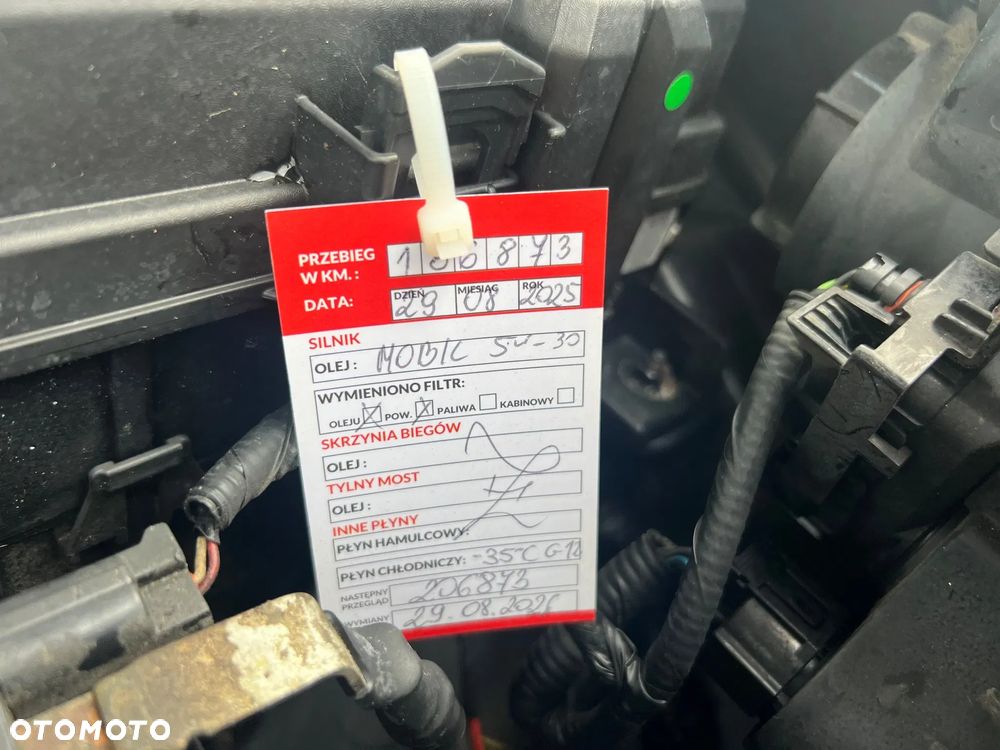 PRZEBIEG W KM.: 186873
DATA: DZIEŃ 29 MIESIĄC 08 ROK 2025
SILNIK
OLEJ: MOBIL 5W-30
WYMIENIONO FILTR:
OLEJU POW. PALIWA KABINOWY
SKRZYNIA BIEGÓW
OLEJ:
TYLNY MOST
OLEJ:
INNE PŁYNY
PŁYN HAMULCOWY:
PŁYN CHŁODNICZY: -35°C G12
NASTĘPNY PRZEGLĄD 206873
WYMIANY 29.08.2026
OTOMOTO